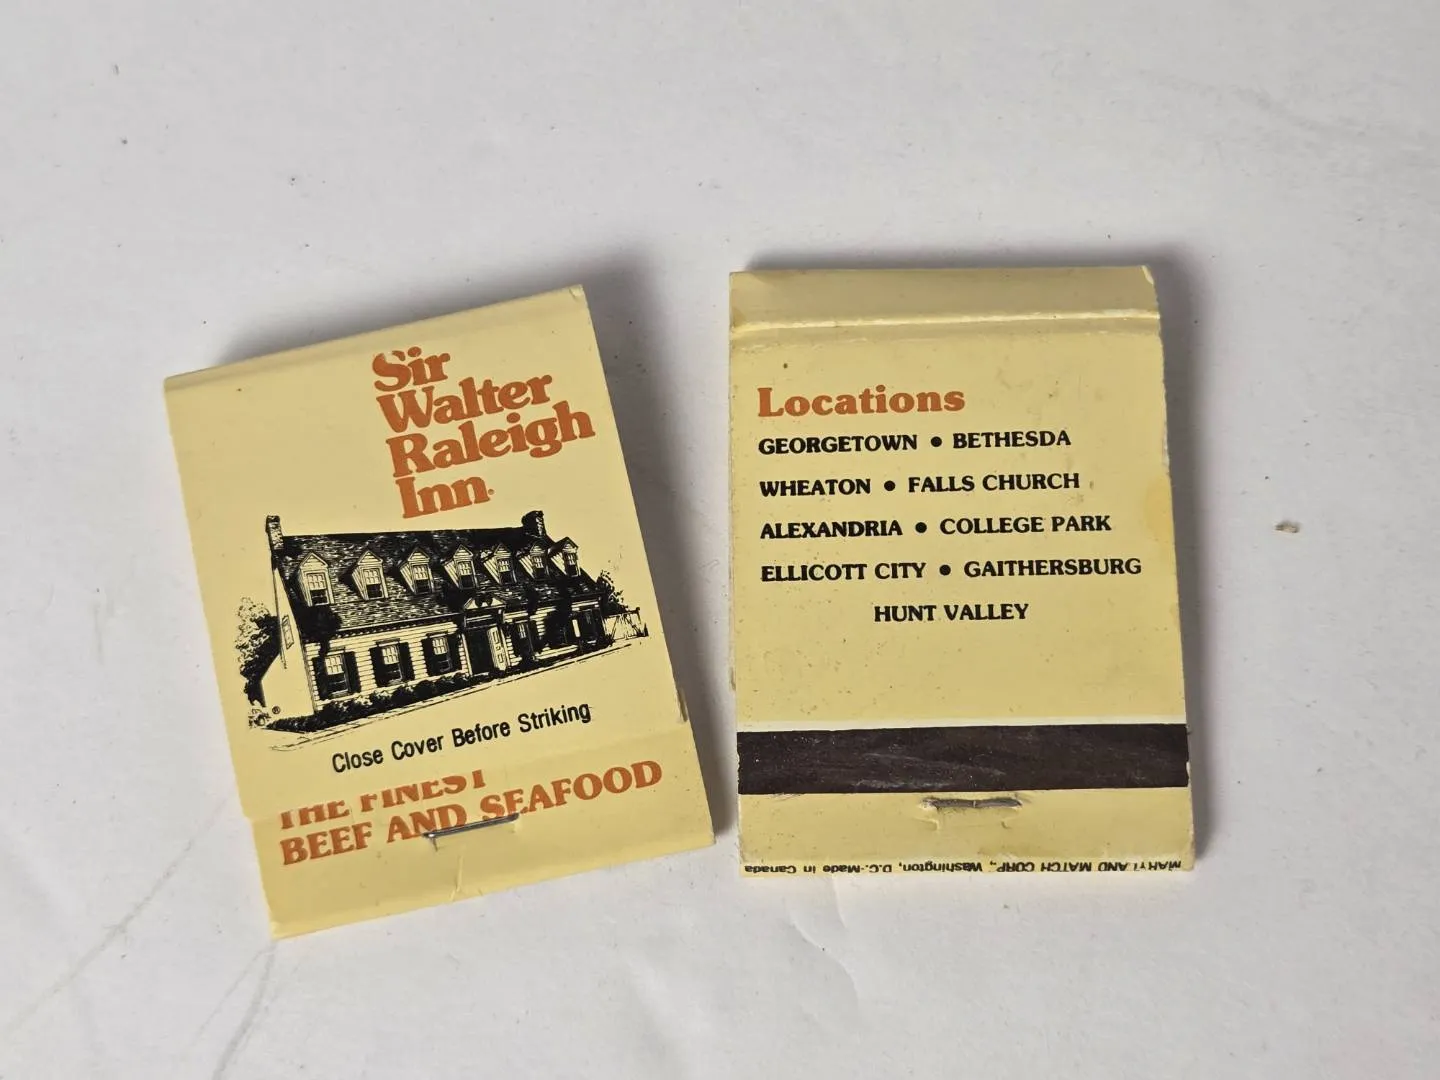 Sir
Walter
Raleigh
Inn
®
Close Cover Before Striking
THE FINEST
BEEF AND SEAFOOD
Locations
GEORGETOWN • BETHESDA
WHEATON • FALLS CHURCH
ALEXANDRIA • COLLEGE PARK
ELLICOTT CITY • GAITHERSBURG
HUNT VALLEY
MARYLAND MATCH CORP., Washington, D.C.-Made in Canada